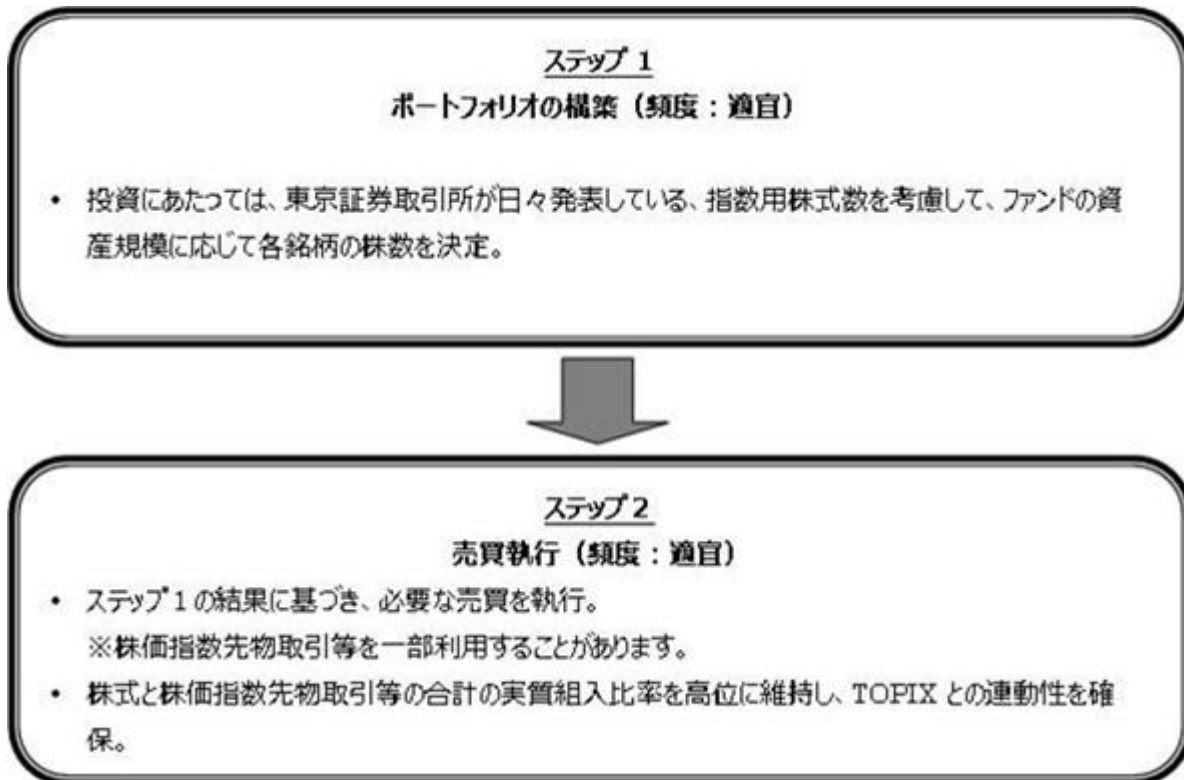 ステップ1
ポートフォリオの構築（頻度：適宜）
• 投資にあたっては、東京証券取引所が日々発表している、指数用株式数を考慮して、ファンドの資
産規模に応じて各銘柄の株数を決定。
ステップ2
売買執行（頻度：適宜）
• ステップ1の結果に基づき、必要な売買を執行。
※株価指数先物取引等を一部利用することがあります。
• 株式と株価指数先物取引等の合計の実質組入比率を高位に維持し、TOPIX との連動性を確
保。